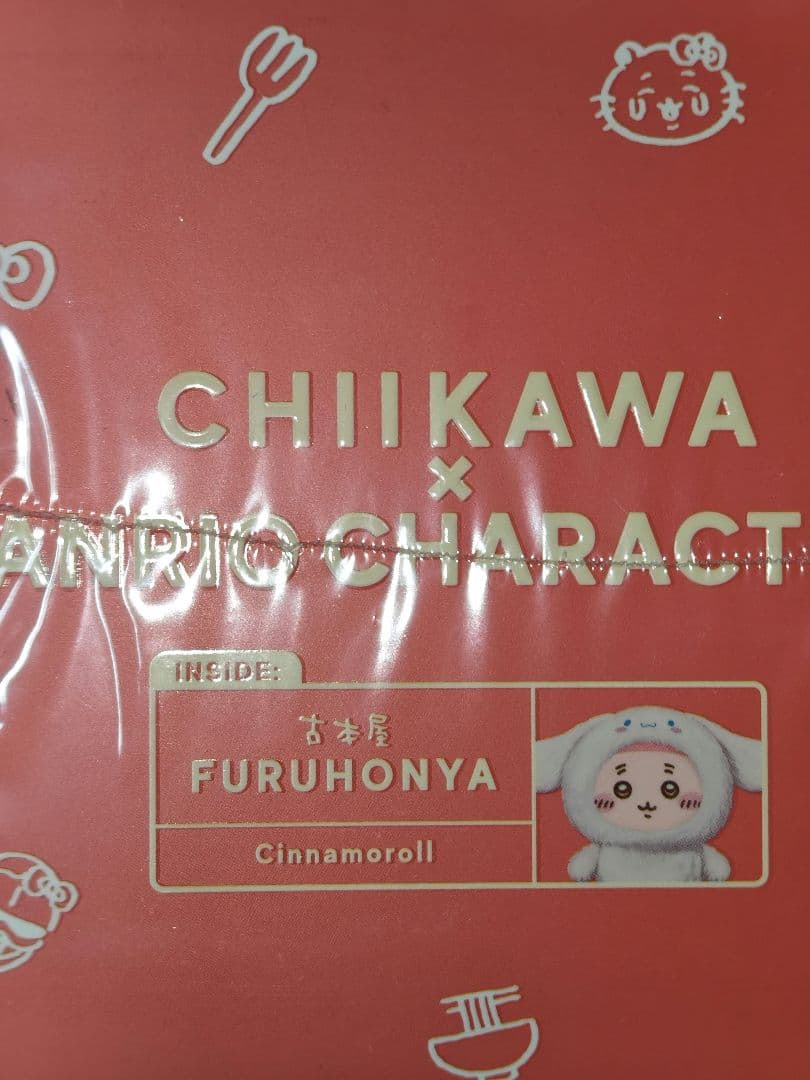 CHIIKAWA
×
ANRIO CHARACT
INSIDE:
古本屋
FURUHONYA
Cinnamoroll